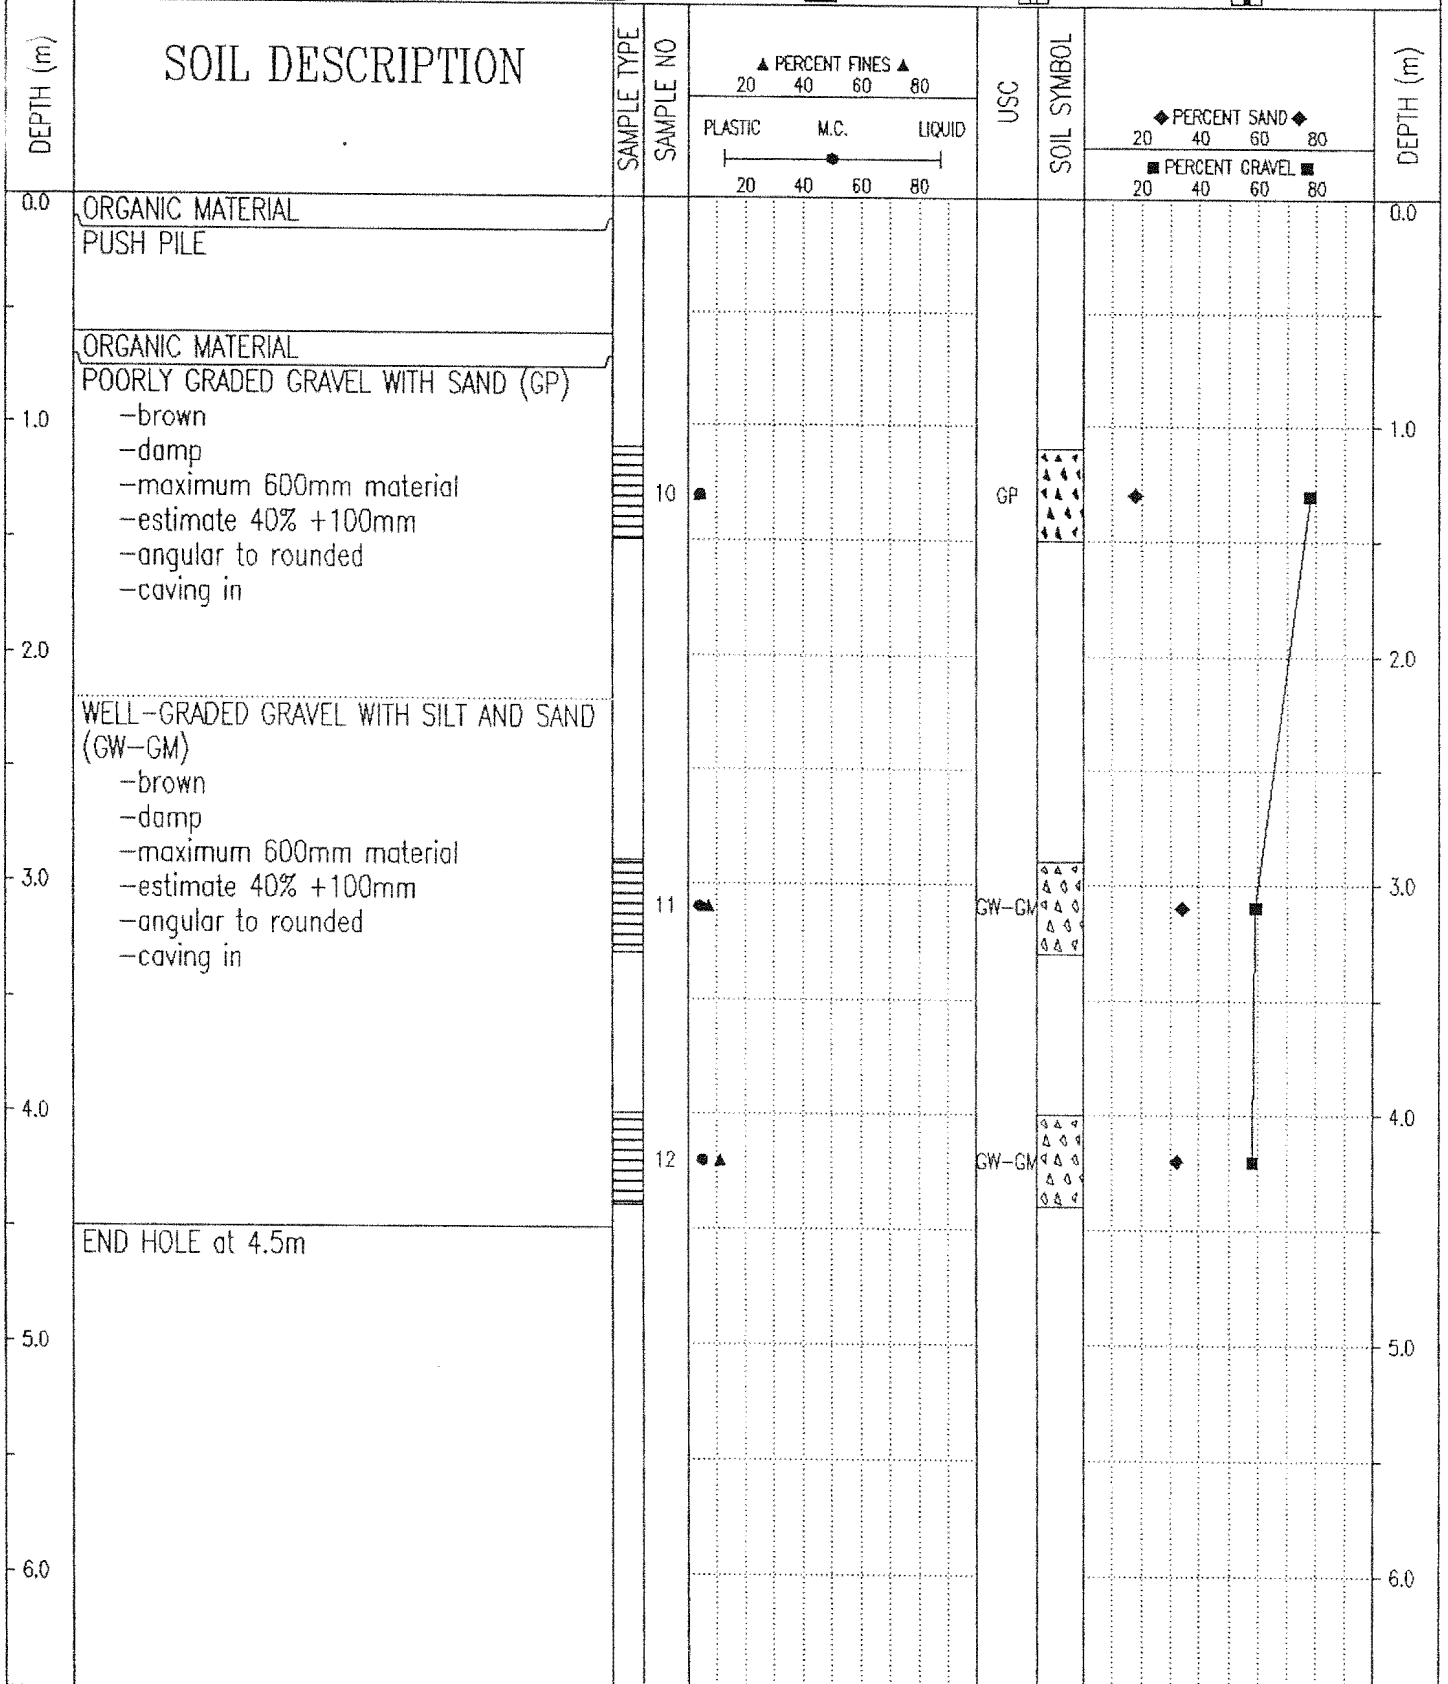 DEPTH (m)
SOIL DESCRIPTION
SAMPLE TYPE
SAMPLE NO
▲ PERCENT FINES ▲
20 40 60 80
PLASTIC M.C. LIQUID
20 40 60 80
USC
SOIL SYMBOL
◆ PERCENT SAND ◆
20 40 60 80
■ PERCENT GRAVEL ■
20 40 60 80
DEPTH (m)
0.0
ORGANIC MATERIAL
0.0
PUSH PILE
ORGANIC MATERIAL
POORLY GRADED GRAVEL WITH SAND (GP)
1.0
-brown
1.0
-damp
-maximum 600mm material
10
GP
-estimate 40% +100mm
-angular to rounded
-caving in
2.0
2.0
WELL-GRADED GRAVEL WITH SILT AND SAND
(GW-GM)
-brown
-damp
-maximum 600mm material
3.0
-estimate 40% +100mm
3.0
11
GW-GM
-angular to rounded
-caving in
4.0
4.0
12
GW-GM
END HOLE at 4.5m
5.0
5.0
6.0
6.0